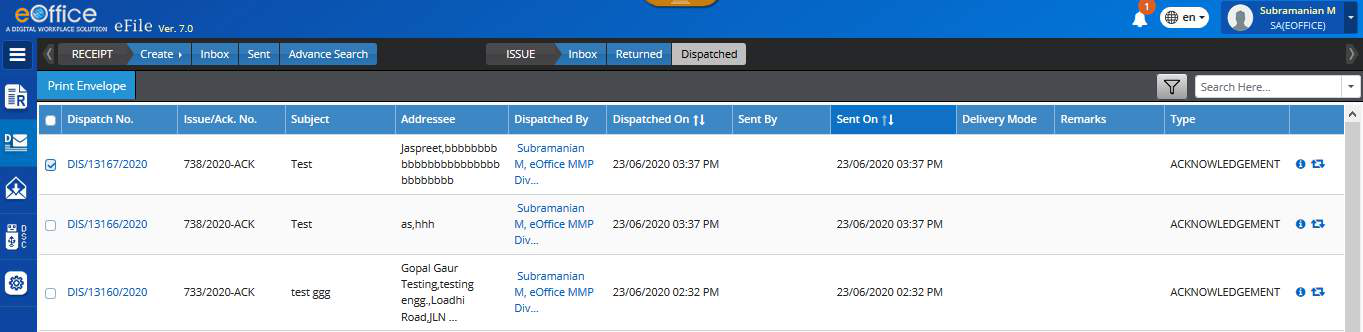 eOffice
A DIGITAL WORKPLACE SOLUTION eFile Ver. 7.0
1 en Subramanian M
SA(EOFFICE)
RECEIPT Create Inbox Sent Advance Search ISSUE Inbox Returned Dispatched
Print Envelope Search Here...
Dispatch No. Issue/Ack. No. Subject Addressee Dispatched By Dispatched On Sent By Sent On Delivery Mode Remarks Type
DIS/13167/2020 738/2020-ACK Test
Jaspreet,bbbbbbbb
bbbbbbbbbbbbbbb
bbbbbbbb
Subramanian
M, eOffice MMP
Div...
23/06/2020 03:37 PM 23/06/2020 03:37 PM ACKNOWLEDGEMENT
DIS/13166/2020 738/2020-ACK Test as,hhh
Subramanian
M, eOffice MMP
Div...
23/06/2020 03:37 PM 23/06/2020 03:37 PM ACKNOWLEDGEMENT
DIS/13160/2020 733/2020-ACK test ggg
Gopal Gaur
Testing,testing
engg.,Loadhi
Road,JLN ...
Subramanian
M, eOffice MMP
Div...
23/06/2020 02:32 PM 23/06/2020 02:32 PM ACKNOWLEDGEMENT
R
D
DSC